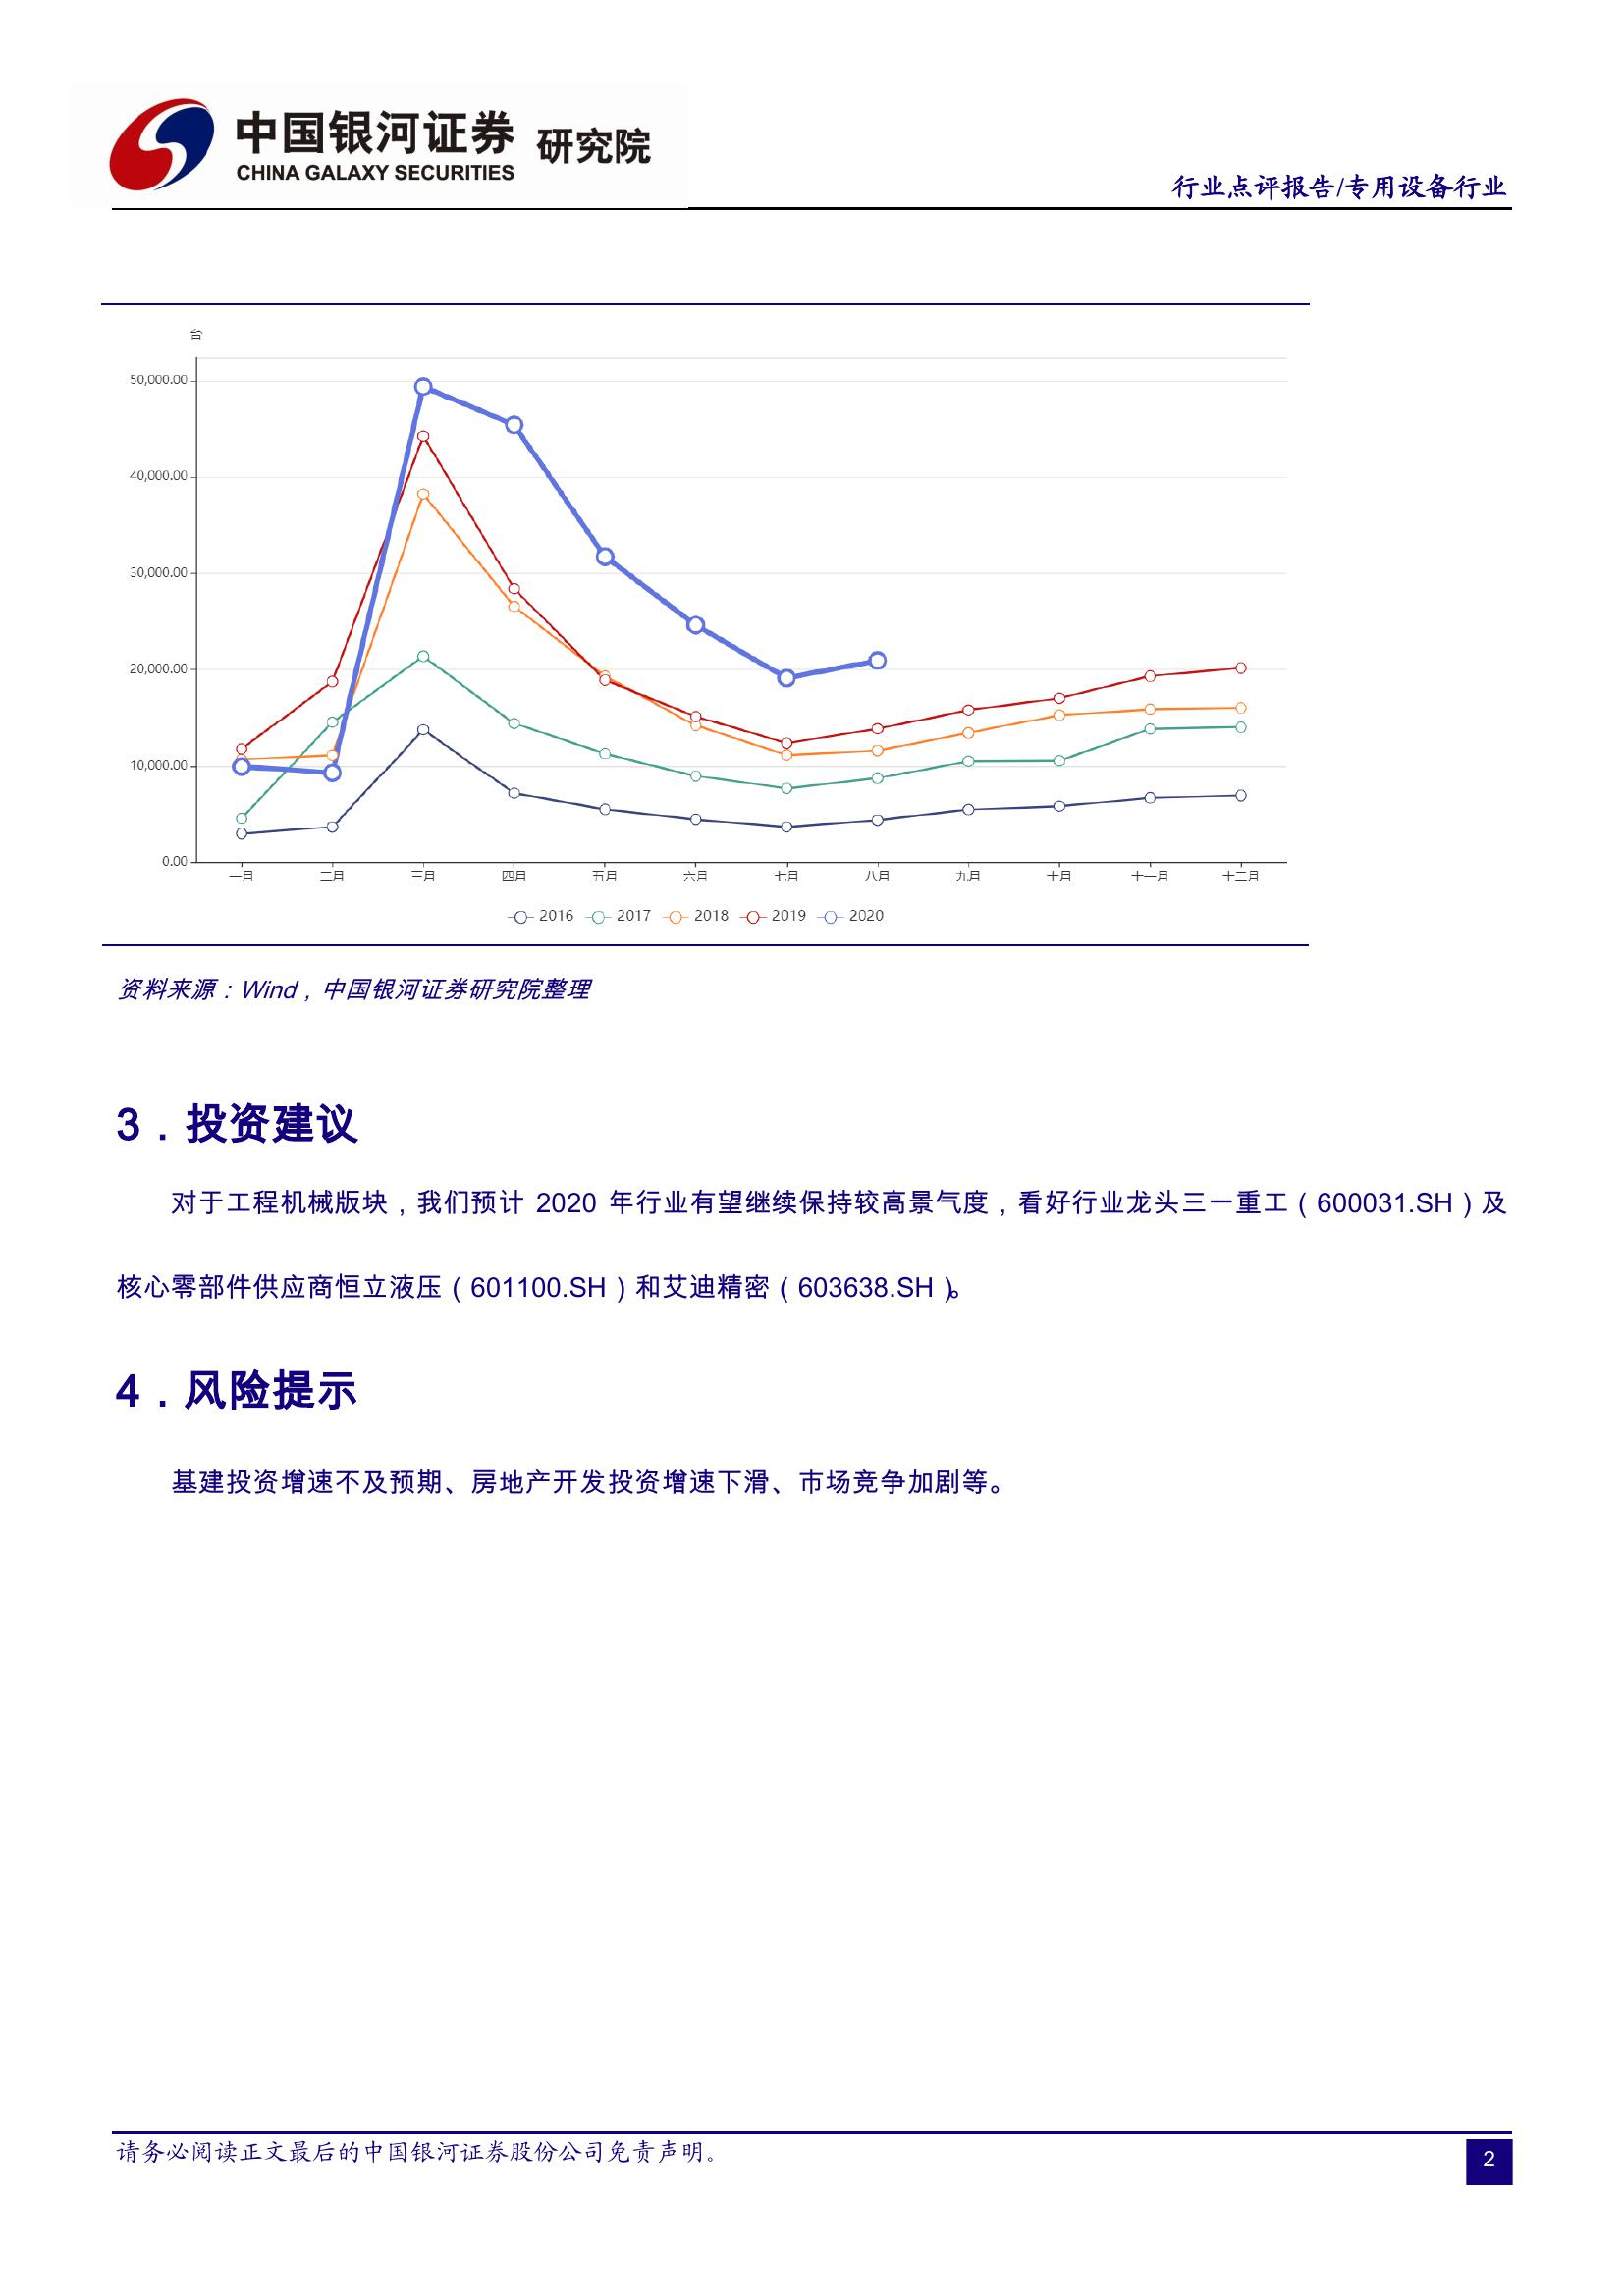 中国银河证券 研究院
CHINA GALAXY SECURITIES
行业点评报告/专用设备行业
台
50,000.00
40,000.00
30,000.00
20,000.00
10,000.00
0.00
一月 二月 三月 四月 五月 六月 七月 八月 九月 十月 十一月 十二月
2016 2017 2018 2019 2020
资料来源：Wind，中国银河证券研究院整理
3．投资建议
对于工程机械版块，我们预计 2020 年行业有望继续保持较高景气度，看好行业龙头三一重工（600031.SH）及
核心零部件供应商恒立液压（601100.SH）和艾迪精密（603638.SH）。
4．风险提示
基建投资增速不及预期、房地产开发投资增速下滑、市场竞争加剧等。
请务必阅读正文最后的中国银河证券股份公司免责声明。
2